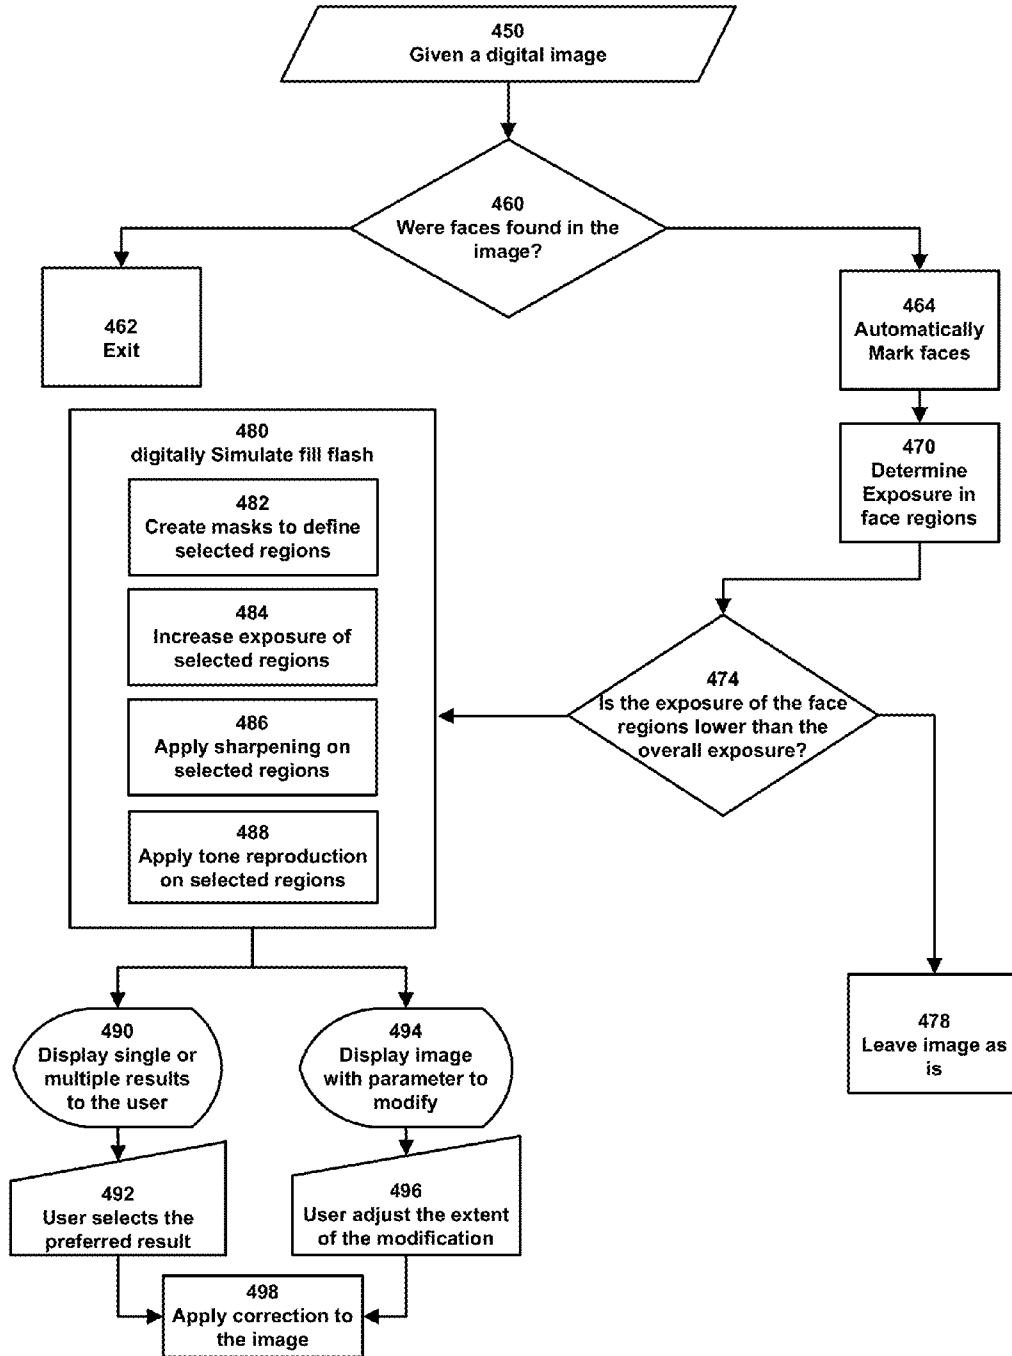 450
Given a digital image
460
Were faces found in the
image?
462
Exit
464
Automatically
Mark faces
470
Determine
Exposure in
face regions
474
Is the exposure of the face
regions lower than the
overall exposure?
478
Leave image as
is
480
digitally Simulate fill flash
482
Create masks to define
selected regions
484
Increase exposure of
selected regions
486
Apply sharpening on
selected regions
488
Apply tone reproduction
on selected regions
490
Display single or
multiple results
to the user
494
Display image
with parameter to
modify
492
User selects the
preferred result
496
User adjust the extent
of the modification
498
Apply correction to
the image